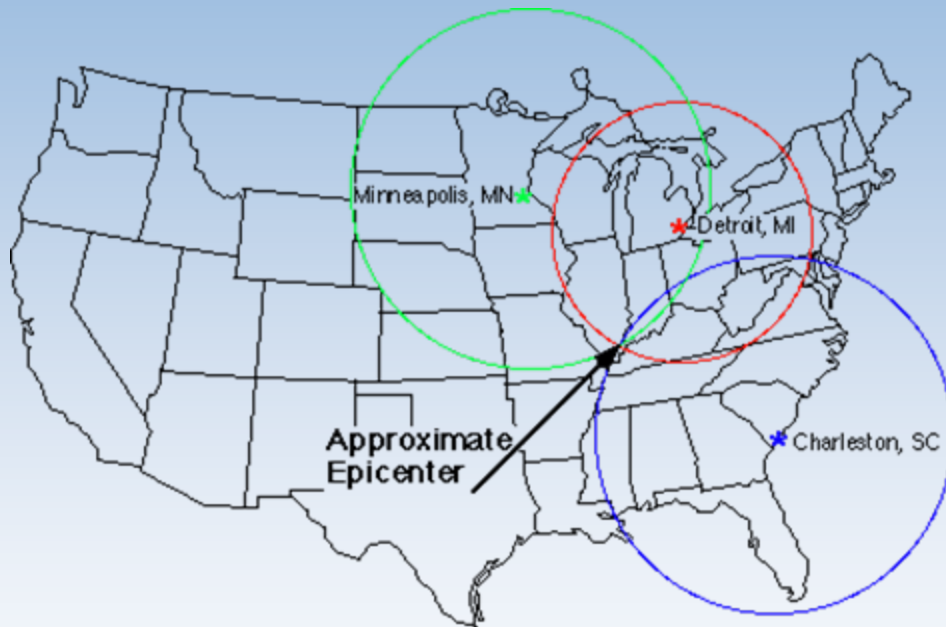 Minneapolis, MN
Detroit, MI
Approximate
Epicenter
Charleston, SC